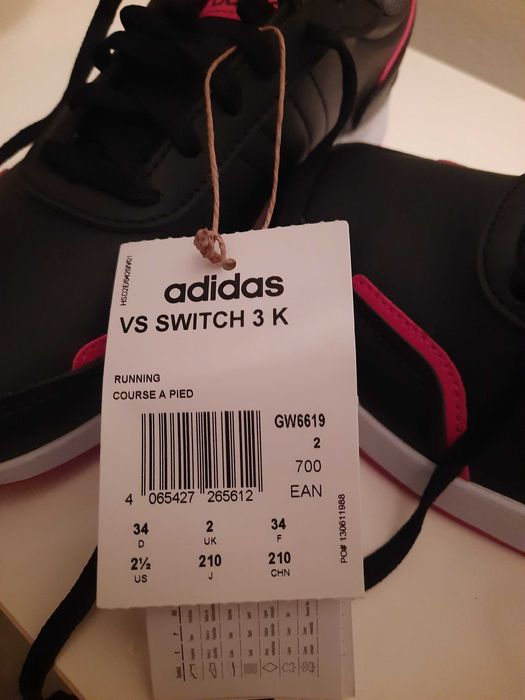 adidas
VS SWITCH 3 K
RUNNING
COURSE A PIED
GW6619
2
700
EAN
4 065427 265612
34 2 34
D UK F
2½ 210 210
US J CHN
PO# 130611988